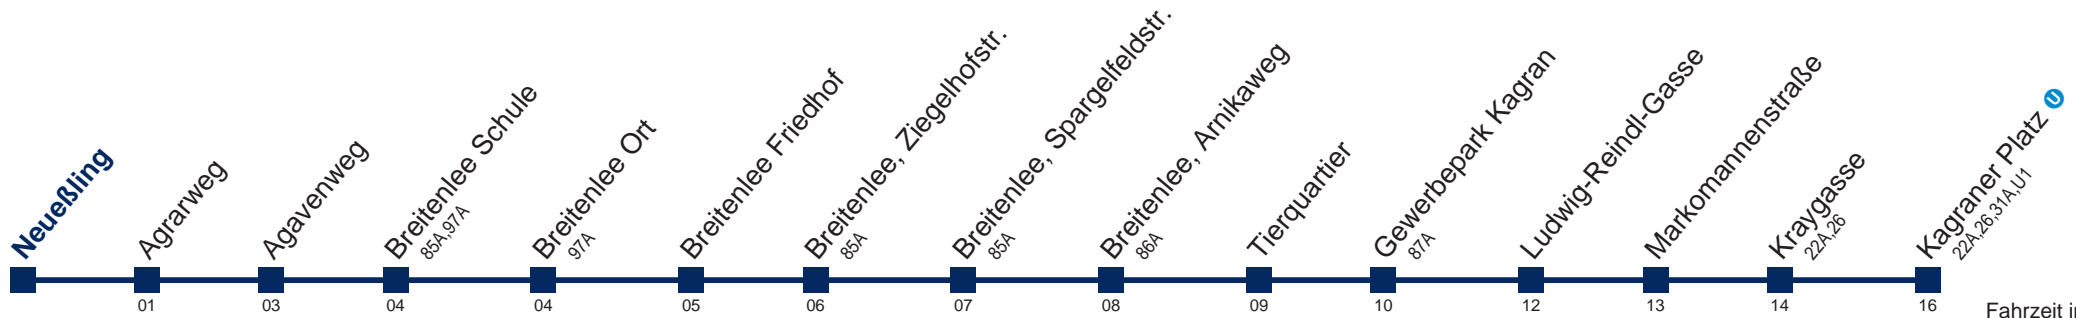 Neueßling
Agrarweg
01
Agavenweg
03
Breitenlee Schule
85A,97A
04
Breitenlee Ort
97A
04
Breitenlee Friedhof
05
Breitenlee, Ziegelhofstr.
85A
06
Breitenlee, Spargelfeldstr.
85A
07
Breitenlee, Arnikaweg
86A
08
Tierquartier
09
Gewerbepark Kagran
87A
10
Ludwig-Reindl-Gasse
12
Markomannenstraße
13
Kraygasse
22A,26
14
Kagraner Platz U
22A,26,31A,U1
16
Fahrzeit